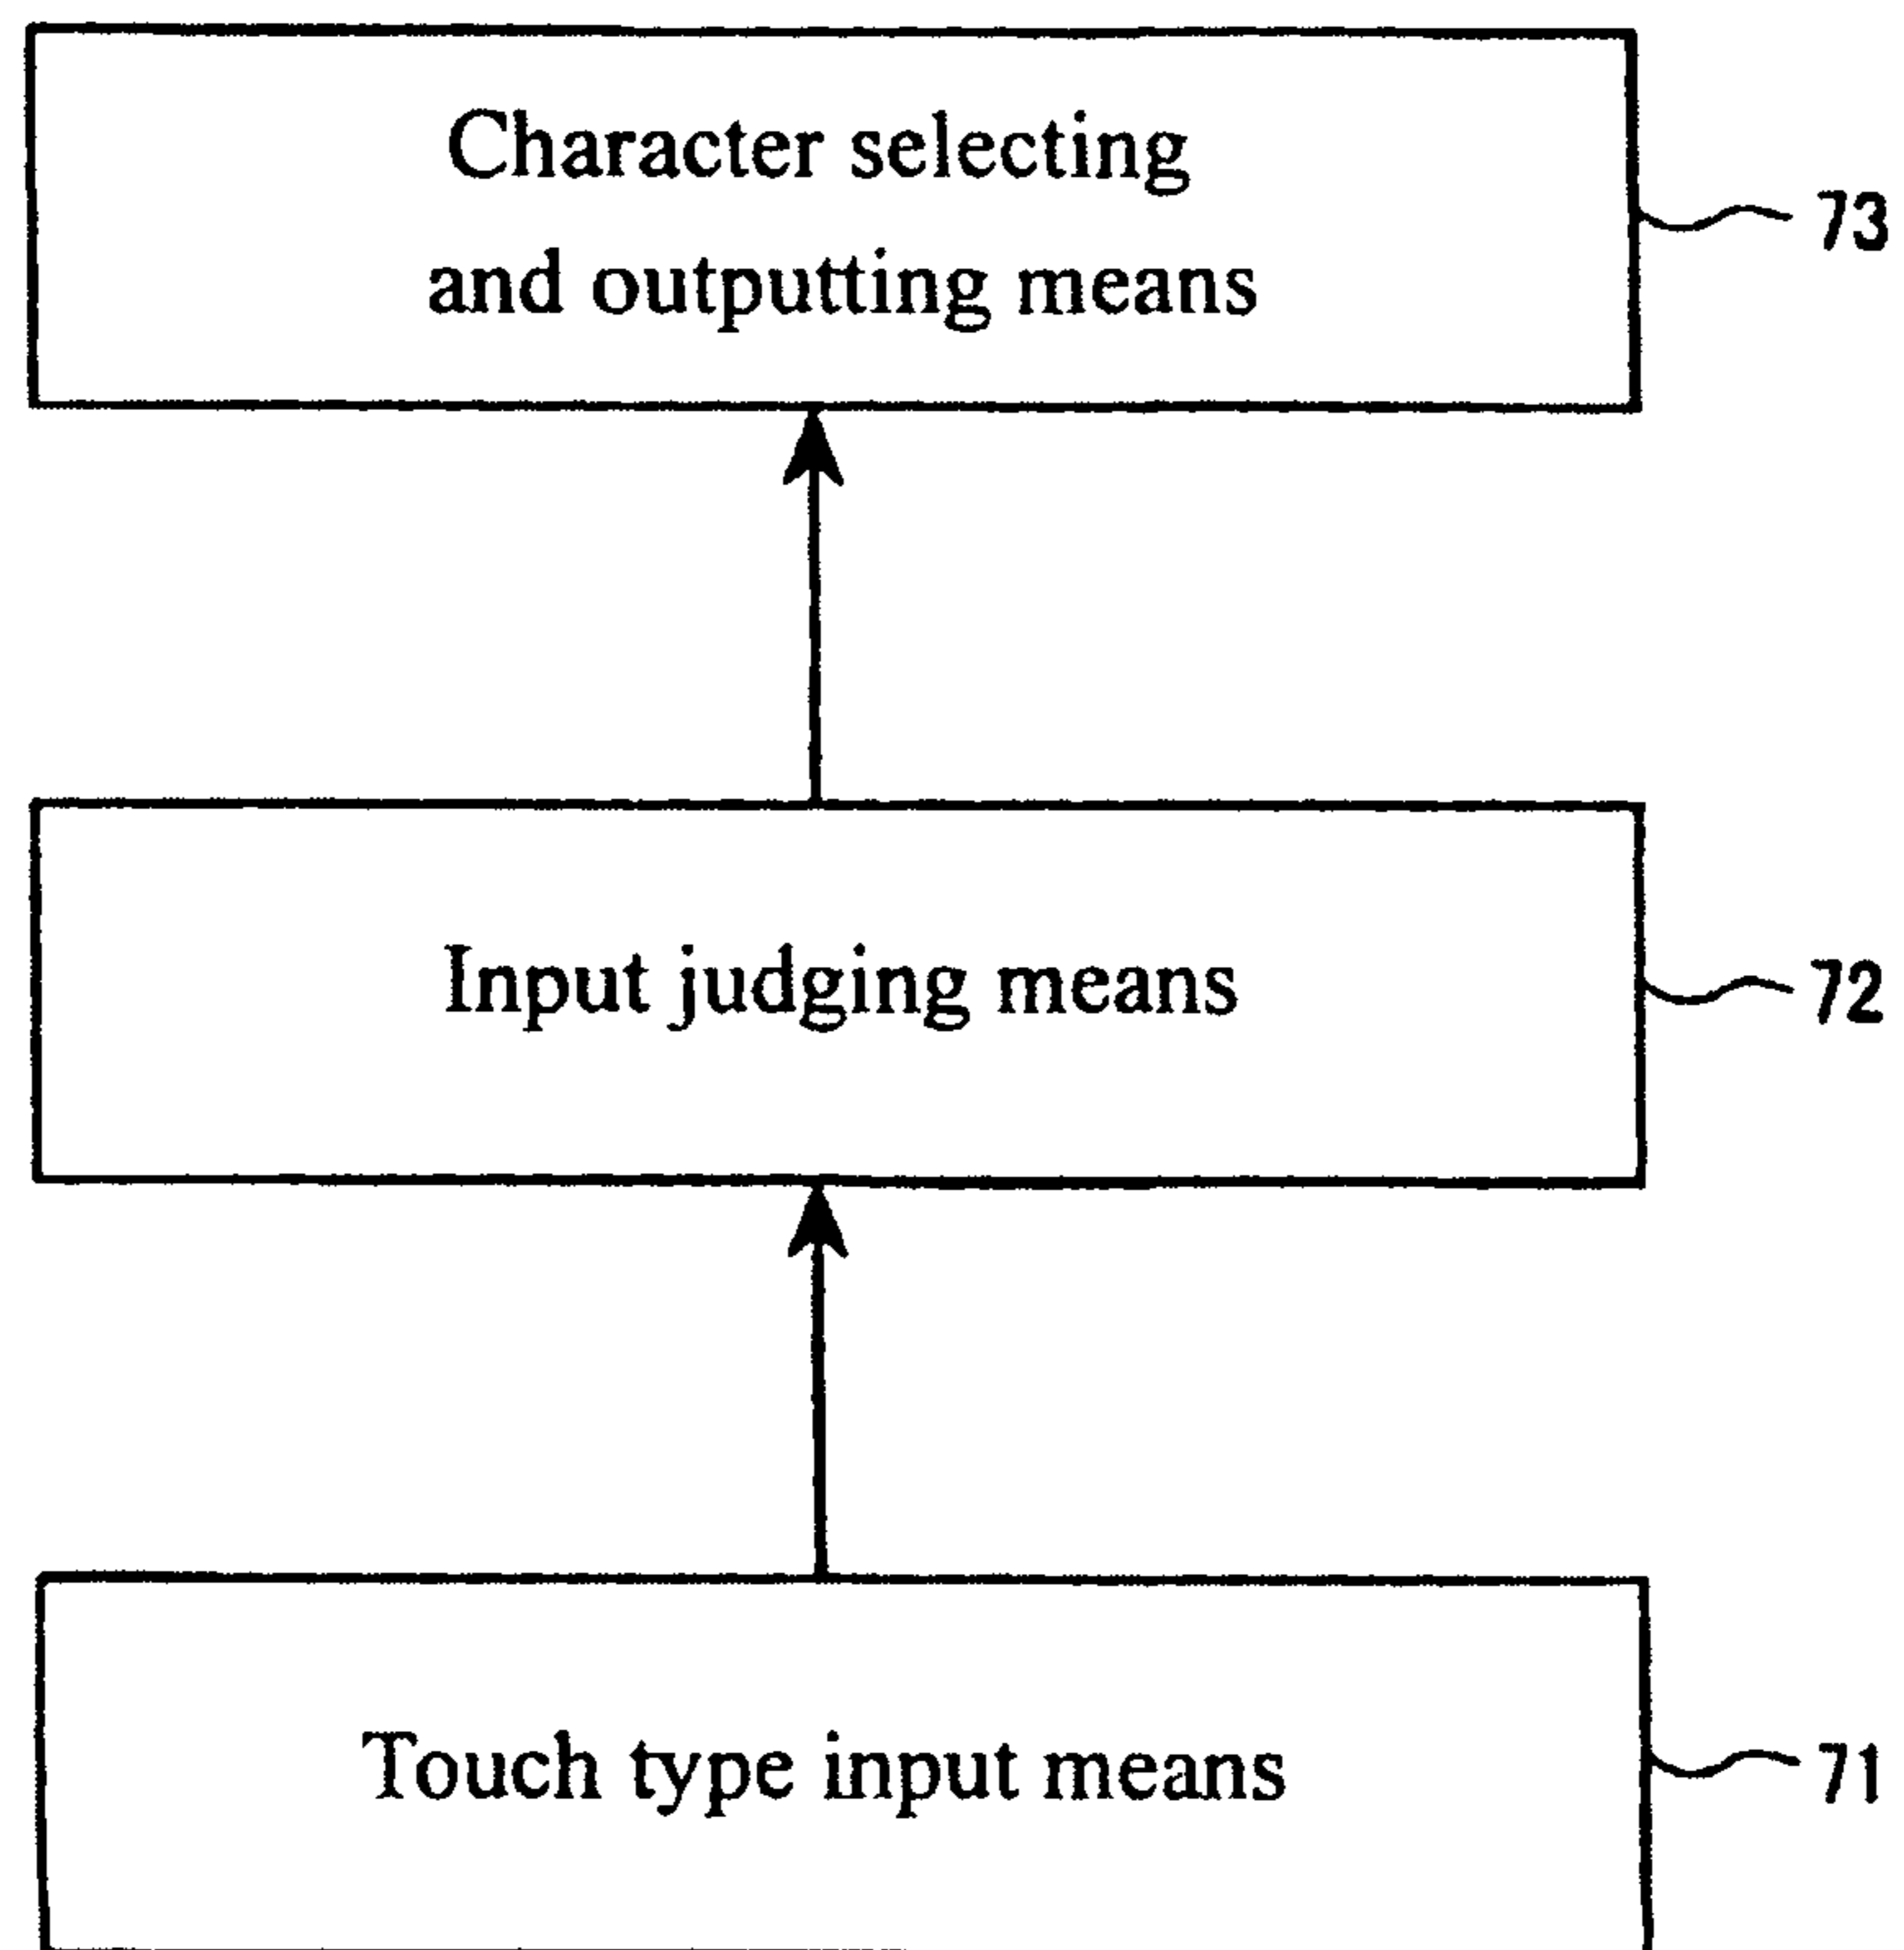 Character selecting
and outputting means
73
Input judging means
72
Touch type input means
71